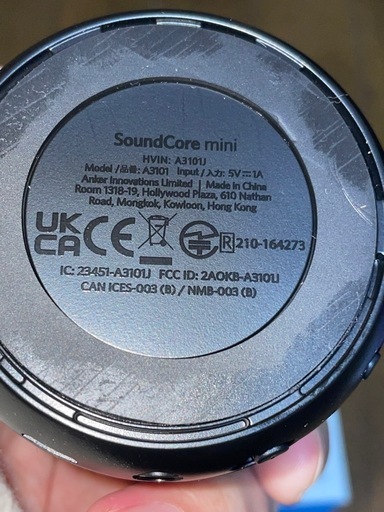 SoundCore mini
HVIN: A3101J
Model /品番: A3101 Input /入力: 5V⎓1A
Anker Innovations Limited | Made in China
Room 1318-19, Hollywood Plaza, 610 Nathan
Road, Mongkok, Kowloon, Hong Kong
UK
CA CE R 210-164273
IC: 23451-A3101J FCC ID: 2AOKB-A3101J
CAN ICES-003 (B) / NMB-003 (B)